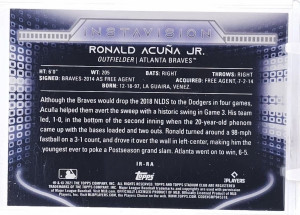 INSTAVISION
RONALD ACUÑA JR.
OUTFIELDER | ATLANTA BRAVES™
HT: 6'0" WT: 205 BATS: RIGHT THROWS: RIGHT
SIGNED: BRAVES-2014 AS FREE AGENT ACQUIRED: FREE AGENT, 7-2-14
BORN: 12-18-97, LA GUAIRA, VENEZ.
Although the Braves would drop the 2018 NLDS to the Dodgers in four games,
Acuña helped them avert the sweep with a historic swing in Game 3. His team
led, 1-0, in the bottom of the second inning when the 20-year-old phenom
came up with the bases loaded and two outs. Ronald turned around a 98-mph
fastball on a 3-1 count, and drove it over the wall in left-center, making him the
youngest ever to poke a Postseason grand slam. Atlanta went on to win, 6-5.
IR-RA